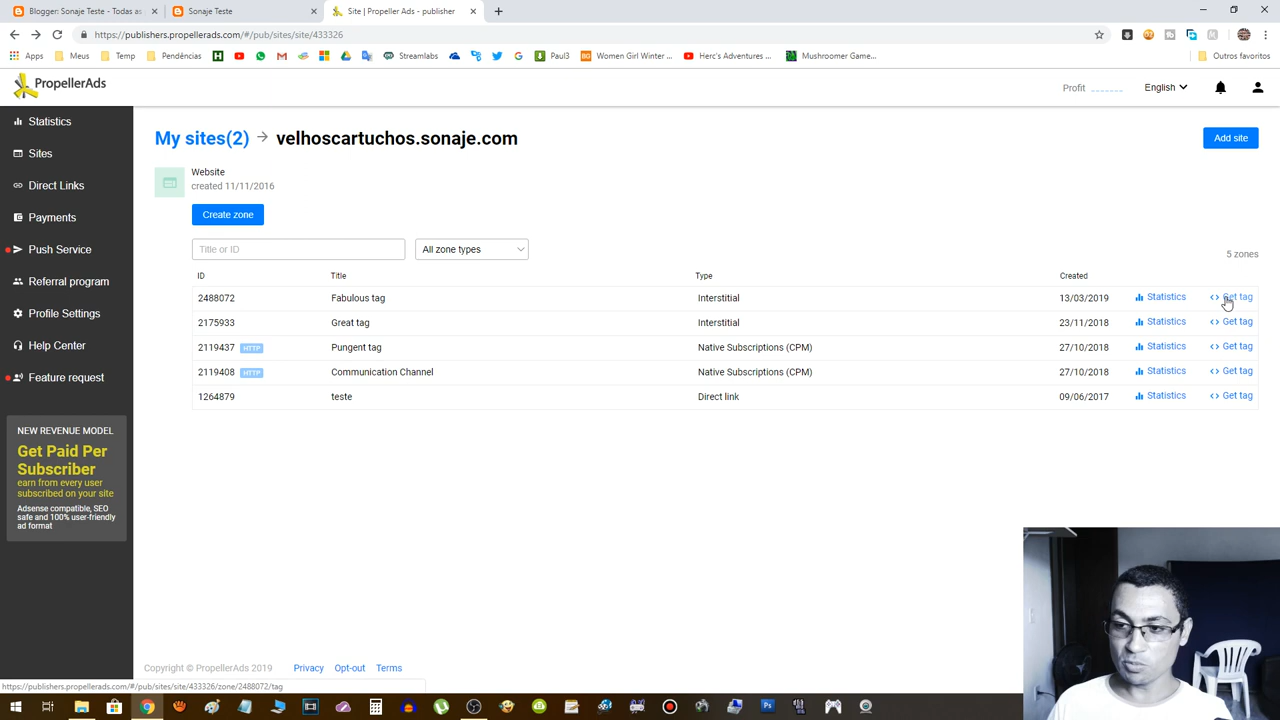 Blogger: Sonaje Teste - Todas as
Sonaje Teste
Site | Propeller Ads - publisher
https://publishers.propellerads.com/#/pub/sites/site/433326
Apps
Meus
Temp
Pendências
Streamlabs
Paul3
Women Girl Winter ...
Herc's Adventures ...
Mushroomer Game...
Outros favoritos
PropellerAds
Profit
English
Statistics
Sites
Direct Links
Payments
Push Service
Referral program
Profile Settings
Help Center
Feature request
NEW REVENUE MODEL
Get Paid Per
Subscriber
earn from every user
subscribed on your site
Adsense compatible, SEO
safe and 100% user-friendly
ad format
My sites(2) → velhoscartuchos.sonaje.com
Add site
Website
created 11/11/2016
Create zone
Title or ID
All zone types
5 zones
ID Title Type Created
2488072 Fabulous tag Interstitial 13/03/2019 Statistics Get tag
2175933 Great tag Interstitial 23/11/2018 Statistics Get tag
2119437 HTTP Pungent tag Native Subscriptions (CPM) 27/10/2018 Statistics Get tag
2119408 HTTP Communication Channel Native Subscriptions (CPM) 27/10/2018 Statistics Get tag
1264879 teste Direct link 09/06/2017 Statistics Get tag
Copyright © PropellerAds 2019 Privacy Opt-out Terms
https://publishers.propellerads.com/#/pub/sites/site/433326/zone/2488072/tag